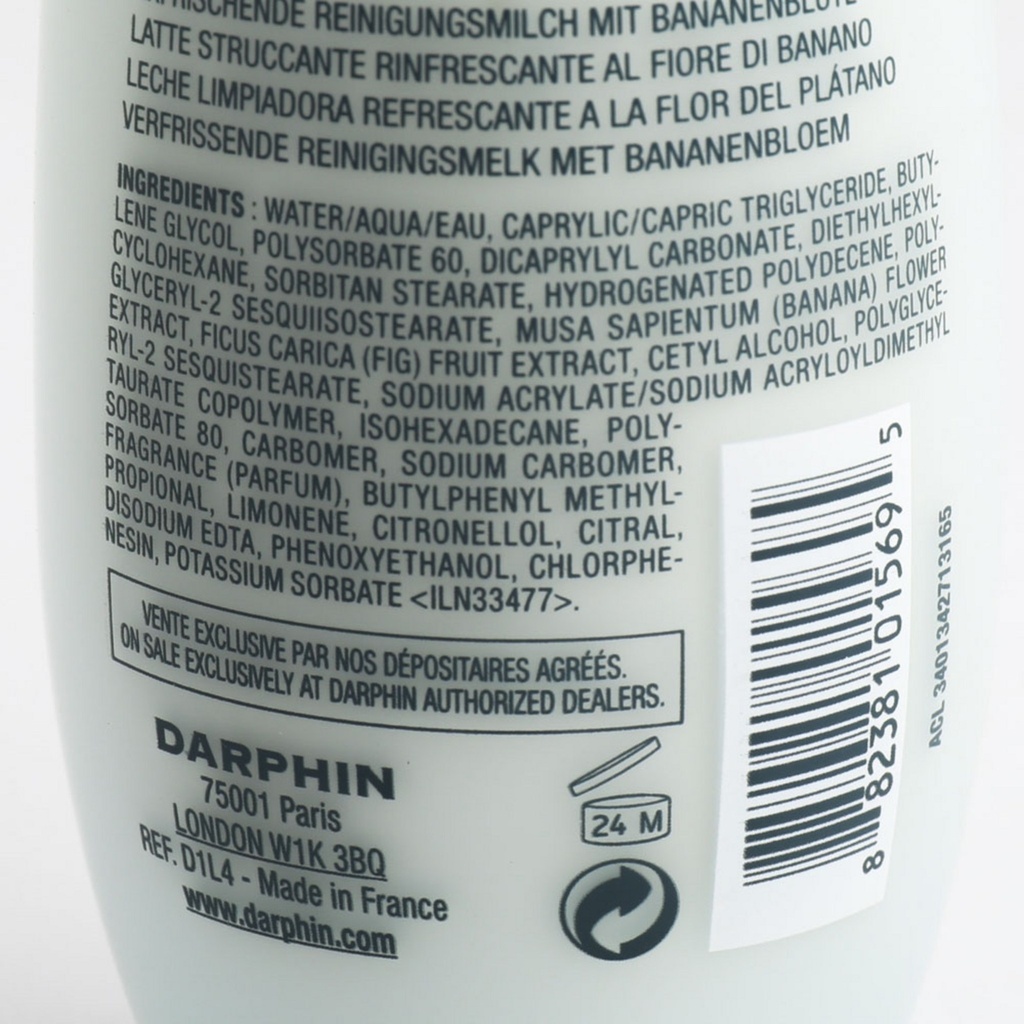 REINIGUNGSMILCH MIT BANANENBLÜTE
LATTE STRUCCANTE RINFRESCANTE AL FIORE DI BANANO
LECHE LIMPIADORA REFRESCANTE A LA FLOR DEL PLÁTANO
VERFRISSENDE REINIGINGSMELK MET BANANENBLOEM
INGREDIENTS : WATER/AQUA/EAU, CAPRYLIC/CAPRIC TRIGLYCERIDE, BUTY-
LENE GLYCOL, POLYSORBATE 60, DICAPRYLYL CARBONATE, DIETHYLHEXYL-
CYCLOHEXANE, SORBITAN STEARATE, HYDROGENATED POLYDECENE, POLY-
GLYCERYL-2 SESQUIISOSTEARATE, MUSA SAPIENTUM (BANANA) FLOWER
EXTRACT, FICUS CARICA (FIG) FRUIT EXTRACT, CETYL ALCOHOL, POLYGLYCE-
RYL-2 SESQUISTEARATE, SODIUM ACRYLATE/SODIUM ACRYLOYLDIMETHYL
TAURATE COPOLYMER, ISOHEXADECANE, POLY-
SORBATE 80, CARBOMER, SODIUM CARBOMER,
FRAGRANCE (PARFUM), BUTYLPHENYL METHYL-
PROPIONAL, LIMONENE, CITRONELLOL, CITRAL,
DISODIUM EDTA, PHENOXYETHANOL, CHLORPHE-
NESIN, POTASSIUM SORBATE <ILN33477>.
VENTE EXCLUSIVE PAR NOS DÉPOSITAIRES AGRÉÉS.
ON SALE EXCLUSIVELY AT DARPHIN AUTHORIZED DEALERS.
DARPHIN
75001 Paris
LONDON W1K 3BQ
REF. D1L4 - Made in France
www.darphin.com
24 M
8 82381 01569 5
ACL 3401342713165